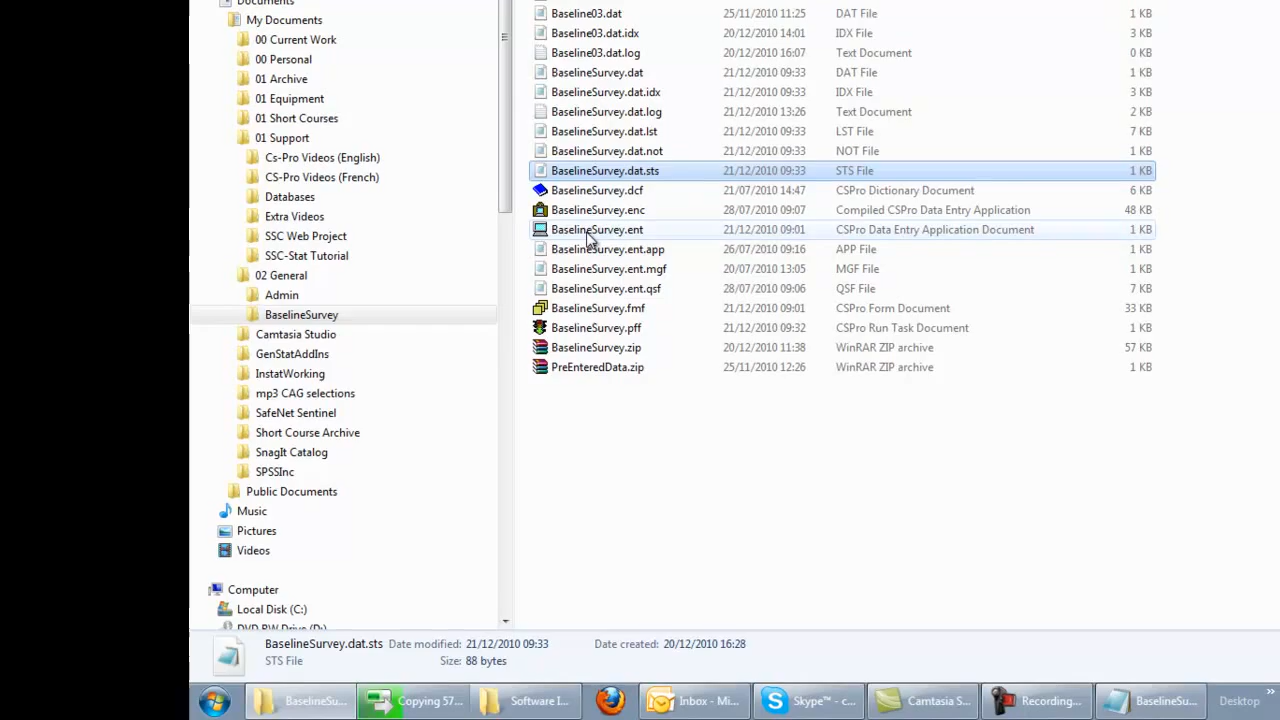 Documents
My Documents
00 Current Work
00 Personal
01 Archive
01 Equipment
01 Short Courses
01 Support
Cs-Pro Videos (English)
CS-Pro Videos (French)
Databases
Extra Videos
SSC Web Project
SSC-Stat Tutorial
02 General
Admin
BaselineSurvey
Camtasia Studio
GenStatAddIns
InstatWorking
mp3 CAG selections
SafeNet Sentinel
Short Course Archive
SnagIt Catalog
SPSSInc
Public Documents
Music
Pictures
Videos
Computer
Local Disk (C:)
DVD RW Drive (D:)
Baseline03.dat 25/11/2010 11:25 DAT File 1 KB
Baseline03.dat.idx 20/12/2010 14:01 IDX File 3 KB
Baseline03.dat.log 20/12/2010 16:07 Text Document 0 KB
BaselineSurvey.dat 21/12/2010 09:33 DAT File 1 KB
BaselineSurvey.dat.idx 21/12/2010 09:33 IDX File 3 KB
BaselineSurvey.dat.log 21/12/2010 13:26 Text Document 2 KB
BaselineSurvey.dat.lst 21/12/2010 09:33 LST File 7 KB
BaselineSurvey.dat.not 21/12/2010 09:33 NOT File 1 KB
BaselineSurvey.dat.sts 21/12/2010 09:33 STS File 1 KB
BaselineSurvey.dcf 21/07/2010 14:47 CSPro Dictionary Document 6 KB
BaselineSurvey.enc 28/07/2010 09:07 Compiled CSPro Data Entry Application 48 KB
BaselineSurvey.ent 21/12/2010 09:01 CSPro Data Entry Application Document 1 KB
BaselineSurvey.ent.app 26/07/2010 09:16 APP File 1 KB
BaselineSurvey.ent.mgf 20/07/2010 13:05 MGF File 1 KB
BaselineSurvey.ent.qsf 28/07/2010 09:06 QSF File 7 KB
BaselineSurvey.fmf 21/12/2010 09:01 CSPro Form Document 33 KB
BaselineSurvey.pff 21/12/2010 09:32 CSPro Run Task Document 1 KB
BaselineSurvey.zip 20/12/2010 11:38 WinRAR ZIP archive 57 KB
PreEnteredData.zip 25/11/2010 12:26 WinRAR ZIP archive 1 KB
BaselineSurvey.dat.sts Date modified: 21/12/2010 09:33 Date created: 20/12/2010 16:28
STS File Size: 88 bytes
BaselineSu... Copying 57... Software I... Inbox - Mi... Skype™ - c... Camtasia S... Recording... BaselineSu... Desktop »